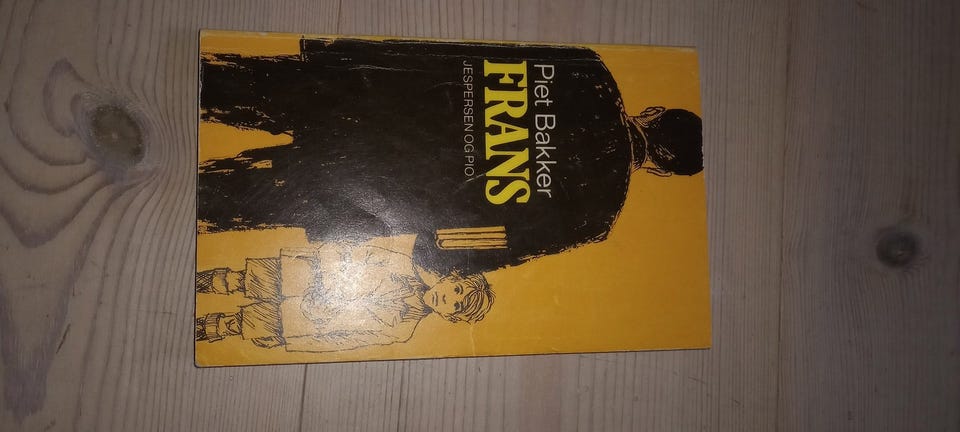 Piet Bakker
FRANS
JESPERSEN OG PIO